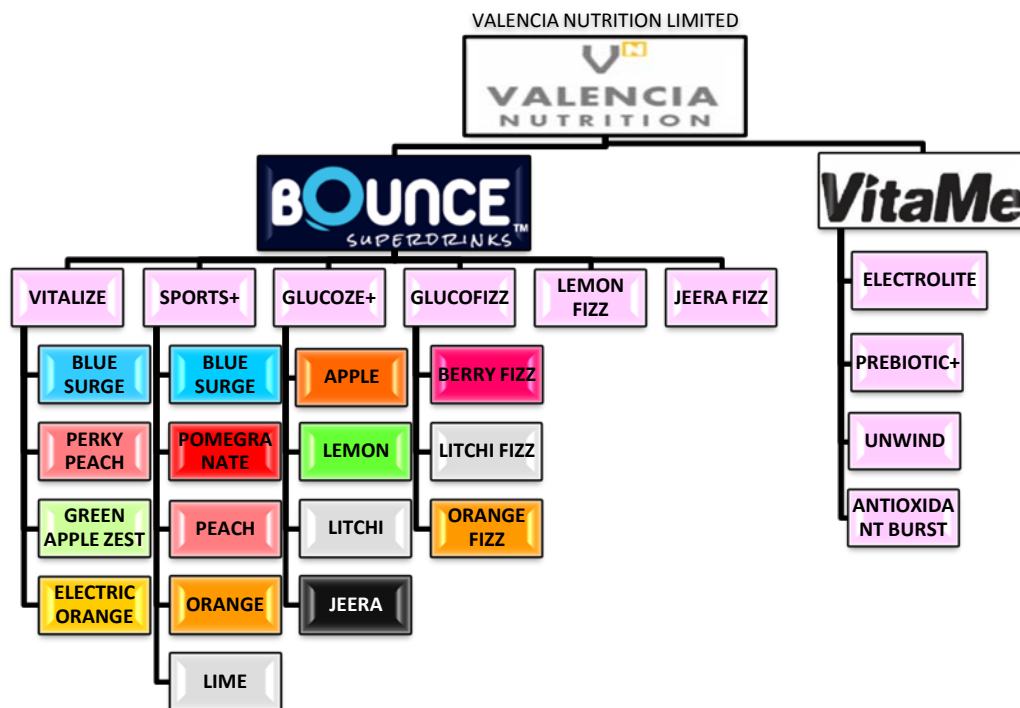 VALENCIA NUTRITION LIMITED
VN
VALENCIA
NUTRITION
BOUNCE
SUPERDRINKS™
VitaMe
VITALIZE
SPORTS+
GLUCOZE+
GLUCOFIZZ
LEMON
FIZZ
JEERA FIZZ
BLUE
SURGE
PERKY
PEACH
GREEN
APPLE ZEST
ELECTRIC
ORANGE
BLUE
SURGE
POMEGRA
NATE
PEACH
ORANGE
LIME
APPLE
LEMON
LITCHI
JEERA
BERRY FIZZ
LITCHI FIZZ
ORANGE
FIZZ
ELECTROLITE
PREBIOTIC+
UNWIND
ANTIOXIDA
NT BURST